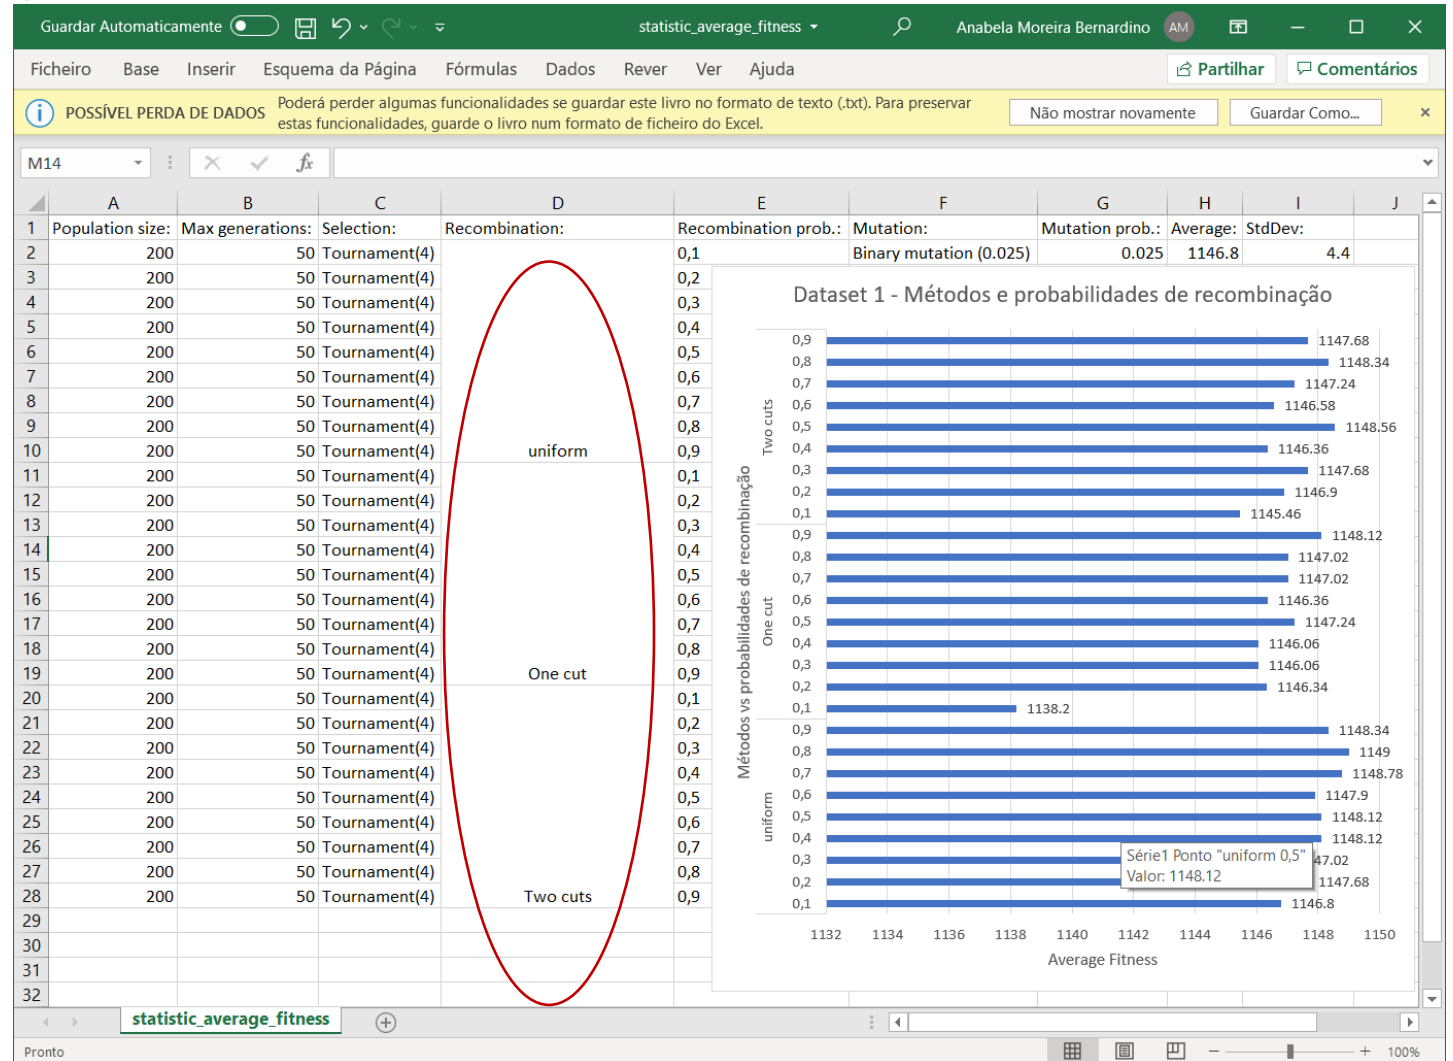 Guardar Automaticamente
statistic_average_fitness
Anabela Moreira Bernardino
AM
Ficheiro Base Inserir Esquema da Página Fórmulas Dados Rever Ver Ajuda
Partilhar
Comentários
POSSÍVEL PERDA DE DADOS
Poderá perder algumas funcionalidades se guardar este livro no formato de texto (.txt). Para preservar
estas funcionalidades, guarde o livro num formato de ficheiro do Excel.
Não mostrar novamente
Guardar Como...
M14
fx
A B C D E F G H I J
1 Population size: Max generations: Selection: Recombination: Recombination prob.: Mutation: Mutation prob.: Average: StdDev:
2 200 50 Tournament(4) 0,1 Binary mutation (0.025) 0.025 1146.8 4.4
3 200 50 Tournament(4) 0,2
4 200 50 Tournament(4) 0,3
5 200 50 Tournament(4) 0,4
6 200 50 Tournament(4) 0,5
7 200 50 Tournament(4) 0,6
8 200 50 Tournament(4) 0,7
9 200 50 Tournament(4) 0,8
10 200 50 Tournament(4) uniform 0,9
11 200 50 Tournament(4) 0,1
12 200 50 Tournament(4) 0,2
13 200 50 Tournament(4) 0,3
14 200 50 Tournament(4) 0,4
15 200 50 Tournament(4) 0,5
16 200 50 Tournament(4) 0,6
17 200 50 Tournament(4) 0,7
18 200 50 Tournament(4) 0,8
19 200 50 Tournament(4) One cut 0,9
20 200 50 Tournament(4) 0,1
21 200 50 Tournament(4) 0,2
22 200 50 Tournament(4) 0,3
23 200 50 Tournament(4) 0,4
24 200 50 Tournament(4) 0,5
25 200 50 Tournament(4) 0,6
26 200 50 Tournament(4) 0,7
27 200 50 Tournament(4) 0,8
28 200 50 Tournament(4) Two cuts 0,9
29
30
31
32
Dataset 1 - Métodos e probabilidades de recombinação
Métodos vs probabilidades de recombinação
Two cuts
0,9 1147.68
0,8 1148.34
0,7 1147.24
0,6 1146.58
0,5 1148.56
0,4 1146.36
0,3 1147.68
0,2 1146.9
0,1 1145.46
One cut
0,9 1148.12
0,8 1147.02
0,7 1147.02
0,6 1146.36
0,5 1147.24
0,4 1146.06
0,3 1146.06
0,2 1146.34
0,1 1138.2
uniform
0,9 1148.34
0,8 1149
0,7 1148.78
0,6 1147.9
0,5 1148.12
0,4 1148.12
0,3 47.02
0,2 1147.68
0,1 1146.8
Série1 Ponto "uniform 0,5"
Valor: 1148.12
1132 1134 1136 1138 1140 1142 1144 1146 1148 1150
Average Fitness
statistic_average_fitness
Pronto
100%